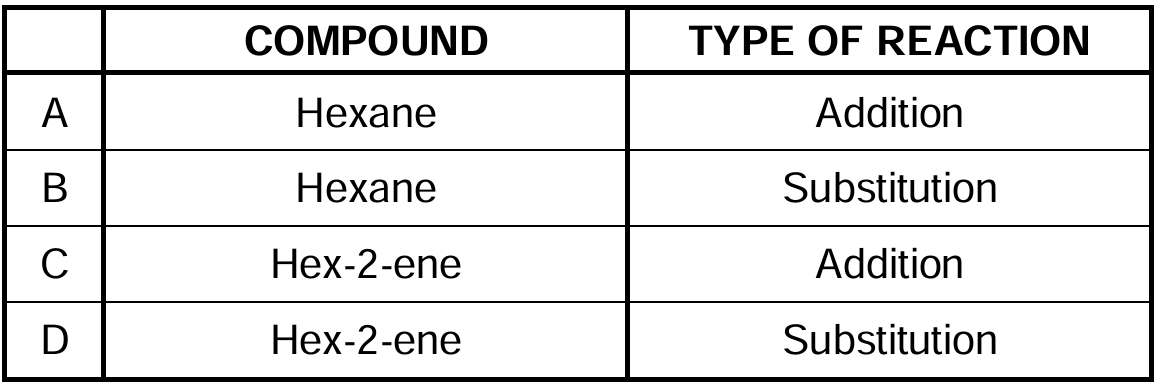 COMPOUND TYPE OF REACTION
A Hexane Addition
B Hexane Substitution
C Hex-2-ene Addition
D Hex-2-ene Substitution